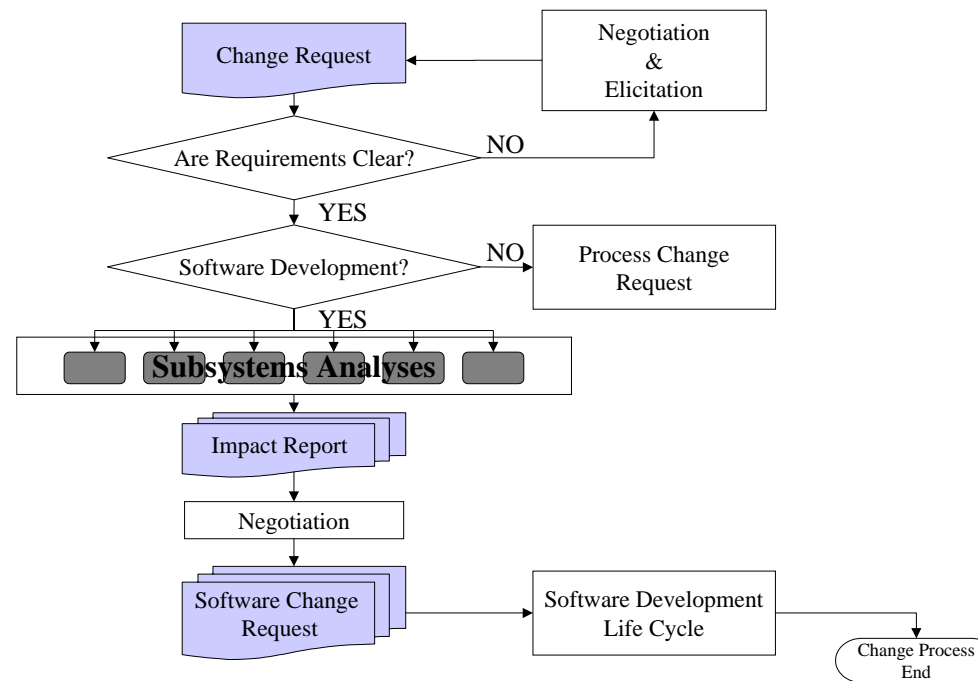 Change Request
Negotiation
&
Elicitation
Are Requirements Clear?
NO
YES
Software Development?
NO
Process Change
Request
YES
Subsystems Analyses
Impact Report
Negotiation
Software Change
Request
Software Development
Life Cycle
Change Process
End